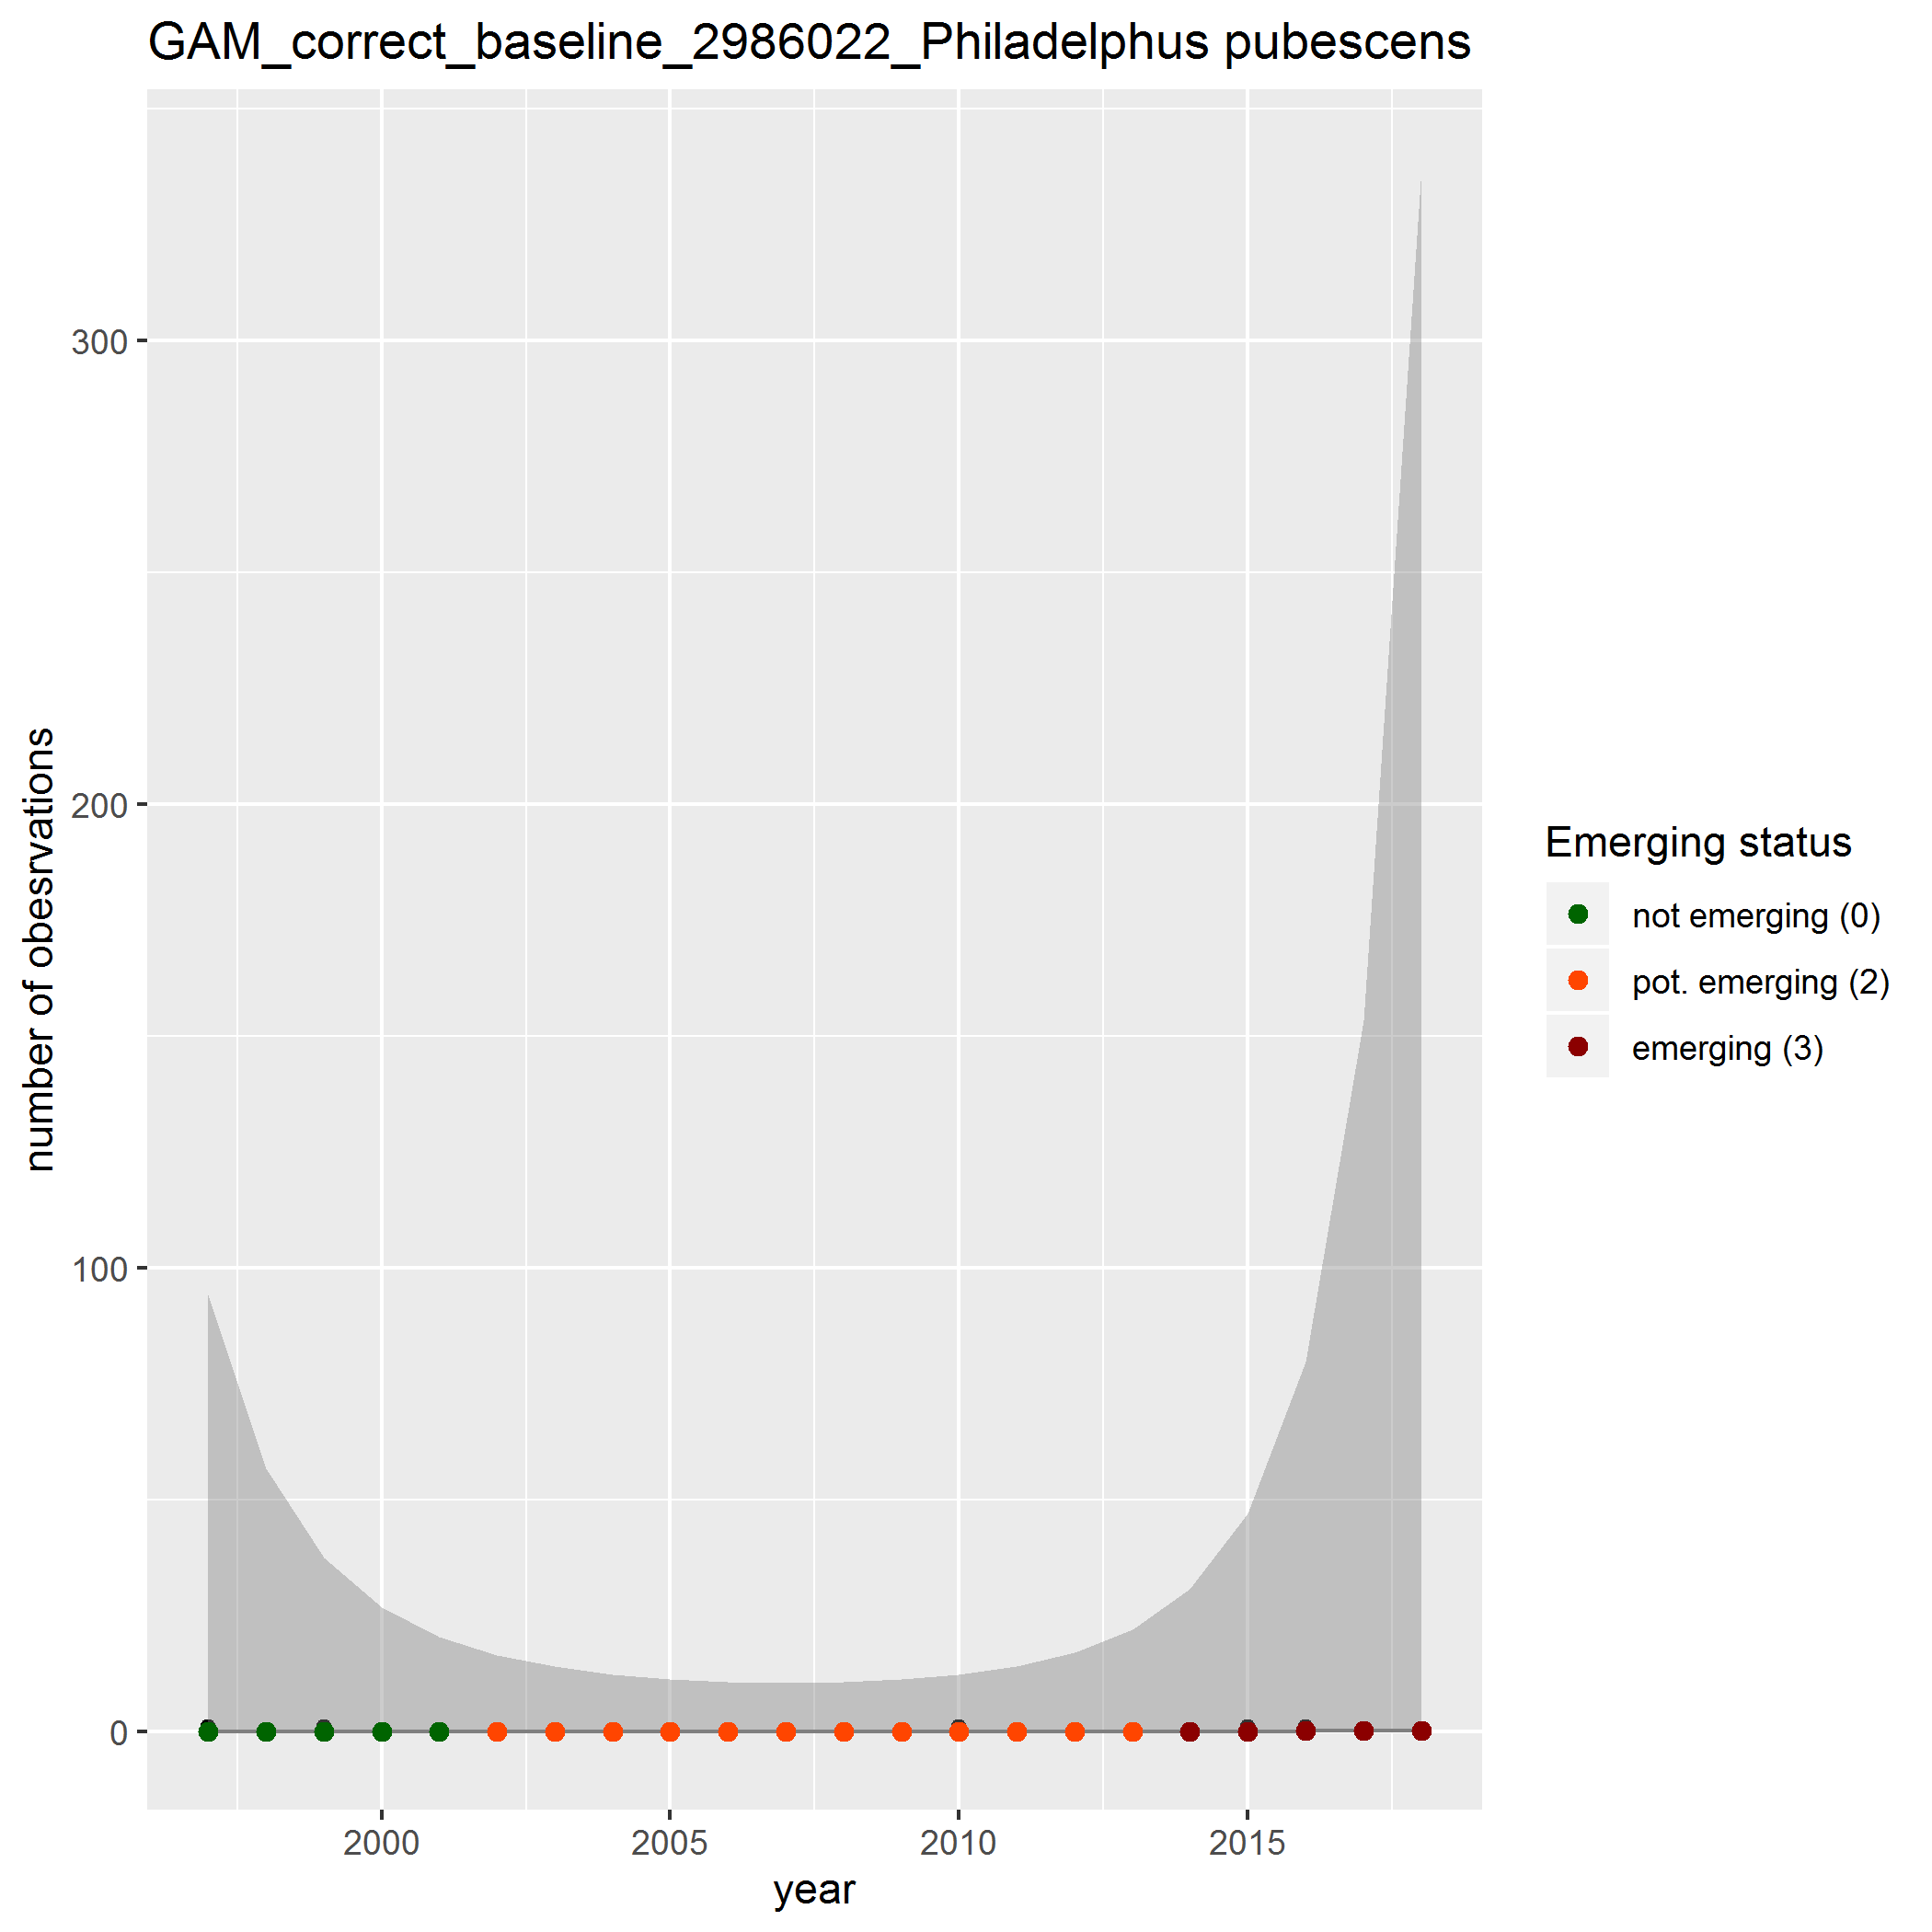 GAM_correct_baseline_2986022_Philadelphus pubescens
number of obesrvations
300
200
100
0
2000
2005
2010
2015
year
Emerging status
not emerging (0)
pot. emerging (2)
emerging (3)